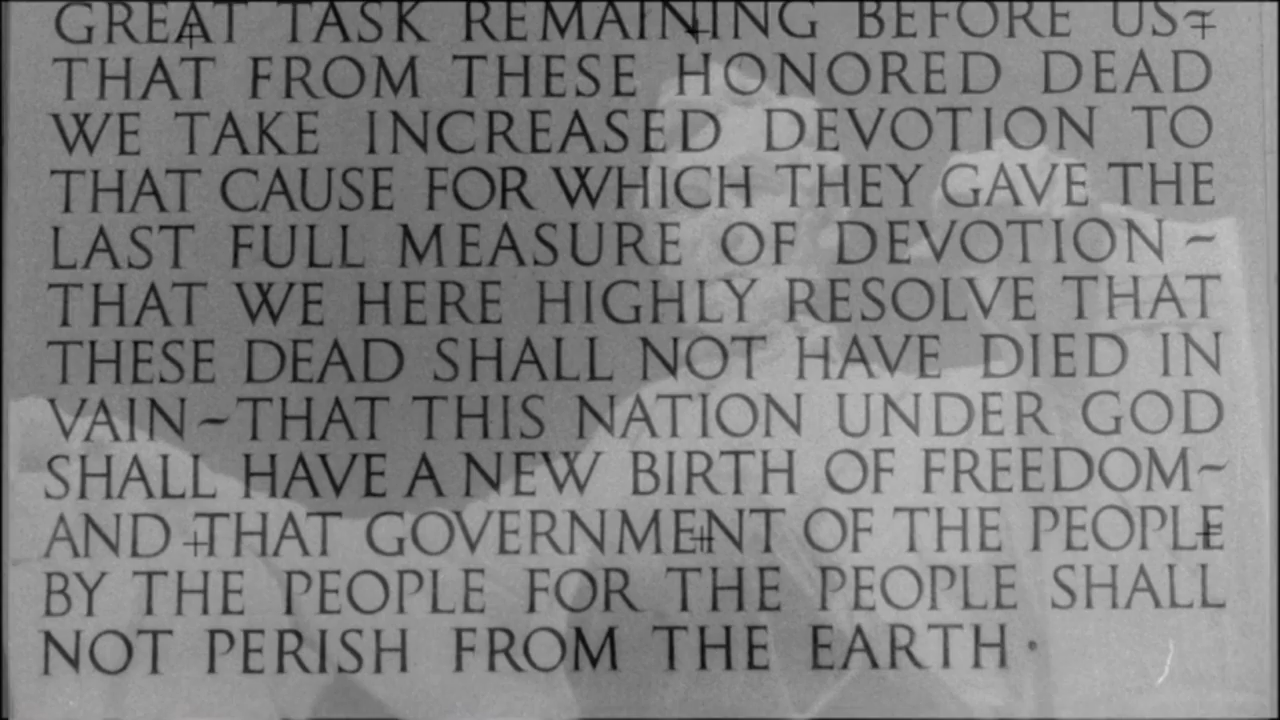 GREAT TASK REMAINING BEFORE US~
THAT FROM THESE HONORED DEAD
WE TAKE INCREASED DEVOTION TO
THAT CAUSE FOR WHICH THEY GAVE THE
LAST FULL MEASURE OF DEVOTION~
THAT WE HERE HIGHLY RESOLVE THAT
THESE DEAD SHALL NOT HAVE DIED IN
VAIN~THAT THIS NATION UNDER GOD
SHALL HAVE A NEW BIRTH OF FREEDOM~
AND THAT GOVERNMENT OF THE PEOPLE
BY THE PEOPLE FOR THE PEOPLE SHALL
NOT PERISH FROM THE EARTH·